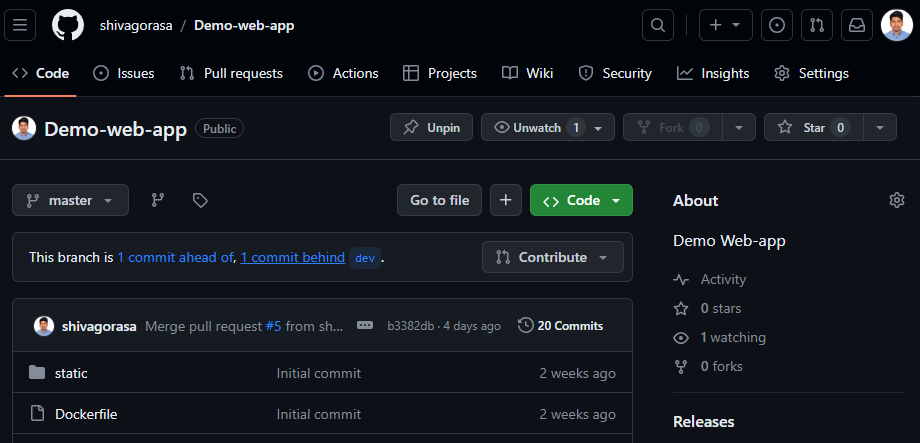 shivagorasa / Demo-web-app
Code Issues Pull requests Actions Projects Wiki Security Insights Settings
Demo-web-app Public Unpin Unwatch 1 Fork 0 Star 0
master Go to file Code
This branch is 1 commit ahead of, 1 commit behind dev . Contribute
shivagorasa Merge pull request #5 from sh... b3382db · 4 days ago 20 Commits
static Initial commit 2 weeks ago
Dockerfile Initial commit 2 weeks ago
About
Demo Web-app
Activity
0 stars
1 watching
0 forks
Releases